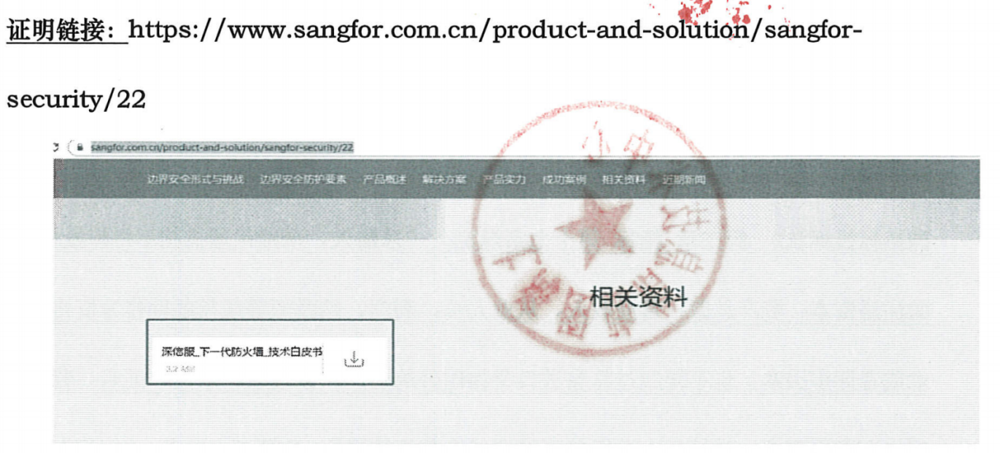 证明链接：https://www.sangfor.com.cn/product-and-solution/sangfor-
security/22
sangfor.com.cn/product-and-solution/sangfor-security/22
边界安全形式与挑战 边界安全防护要素 产品概述 解决方案 产品实力 成功案例 相关资料 近期新闻
相关资料
深信服_下一代防火墙_技术白皮书
3.2 MB